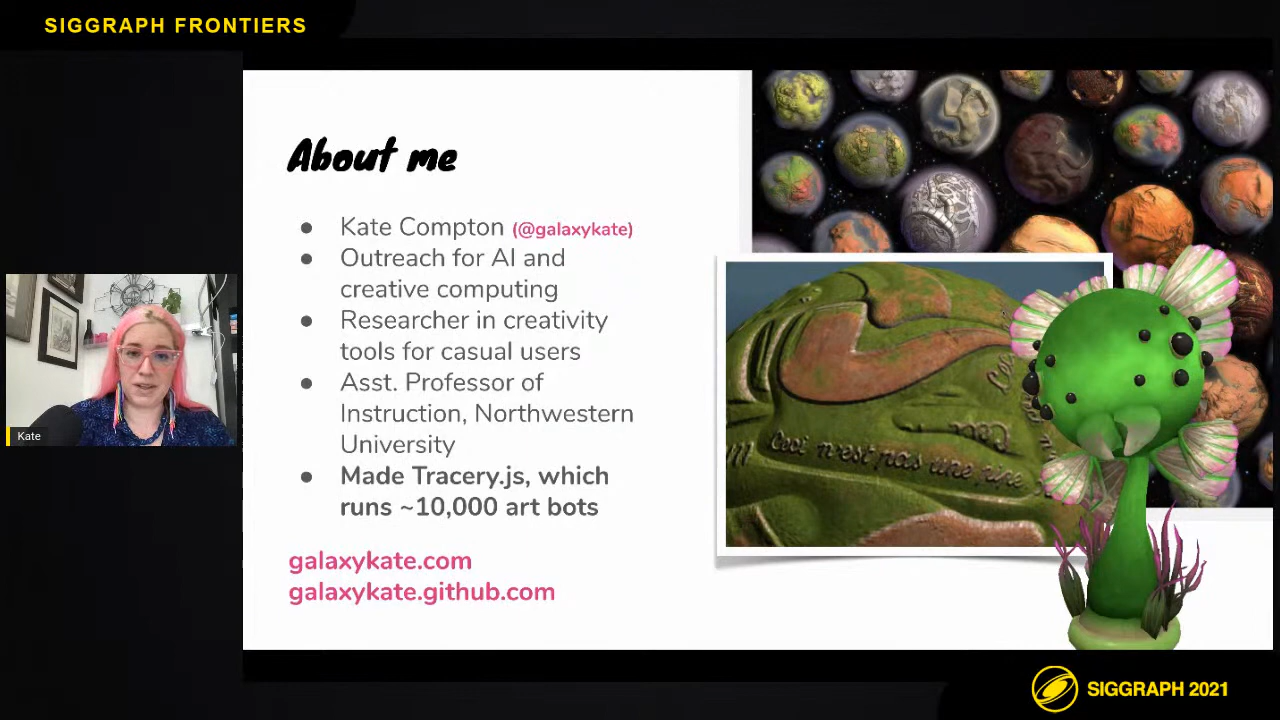 SIGGRAPH FRONTIERS
About me
● Kate Compton (@galaxykate)
● Outreach for AI and
creative computing
● Researcher in creativity
tools for casual users
● Asst. Professor of
Instruction, Northwestern
University
● Made Tracery.js, which
runs ~10,000 art bots
galaxykate.com
galaxykate.github.com
Ceci n'est pas une pipe
Kate
SIGGRAPH 2021